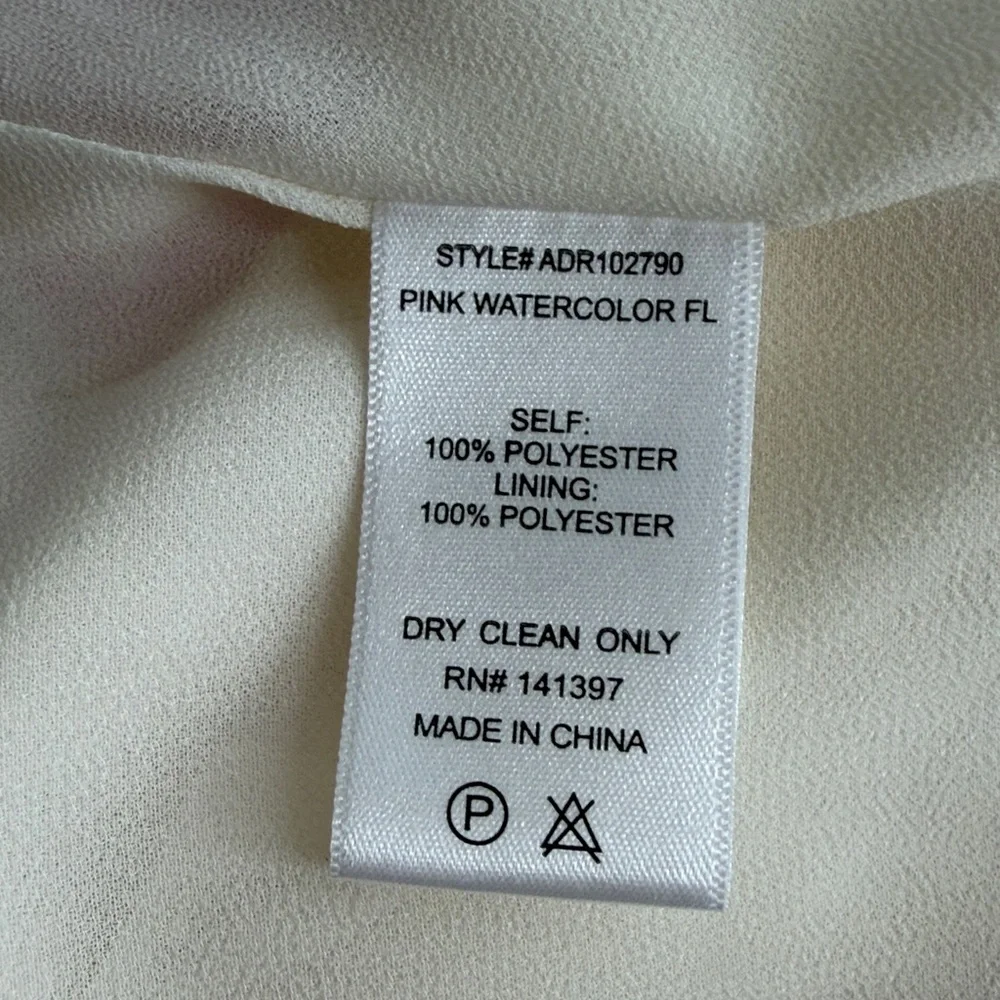 STYLE# ADR102790
PINK WATERCOLOR FL
SELF:
100% POLYESTER
LINING:
100% POLYESTER
DRY CLEAN ONLY
RN# 141397
MADE IN CHINA
P